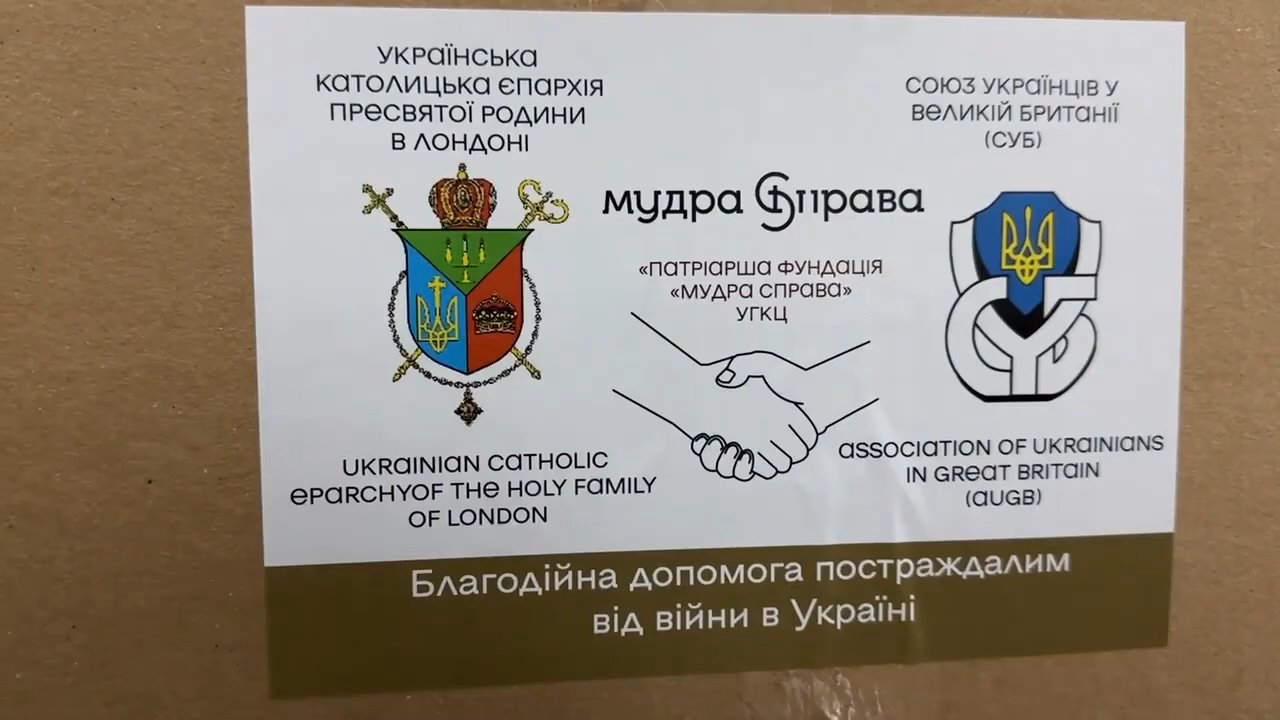 УКРАЇНСЬКА
КАТОЛИЦЬКА ЄПАРХІЯ
ПРЕСВЯТОЇ РОДИНИ
В ЛОНДОНІ
СОЮЗ УКРАЇНЦІВ У
ВЕЛИКІЙ БРИТАНІЇ
(СУБ)
мудра справа
«ПАТРІАРША ФУНДАЦІЯ
«МУДРА СПРАВА»
УГКЦ
UKRAINIAN CATHOLIC
EPARCHYOF THE HOLY FAMILY
OF LONDON
ASSOCIATION OF UKRAINIANS
IN GREAT BRITAIN
(AUGB)
Благодійна допомога постраждалим
від війни в Україні